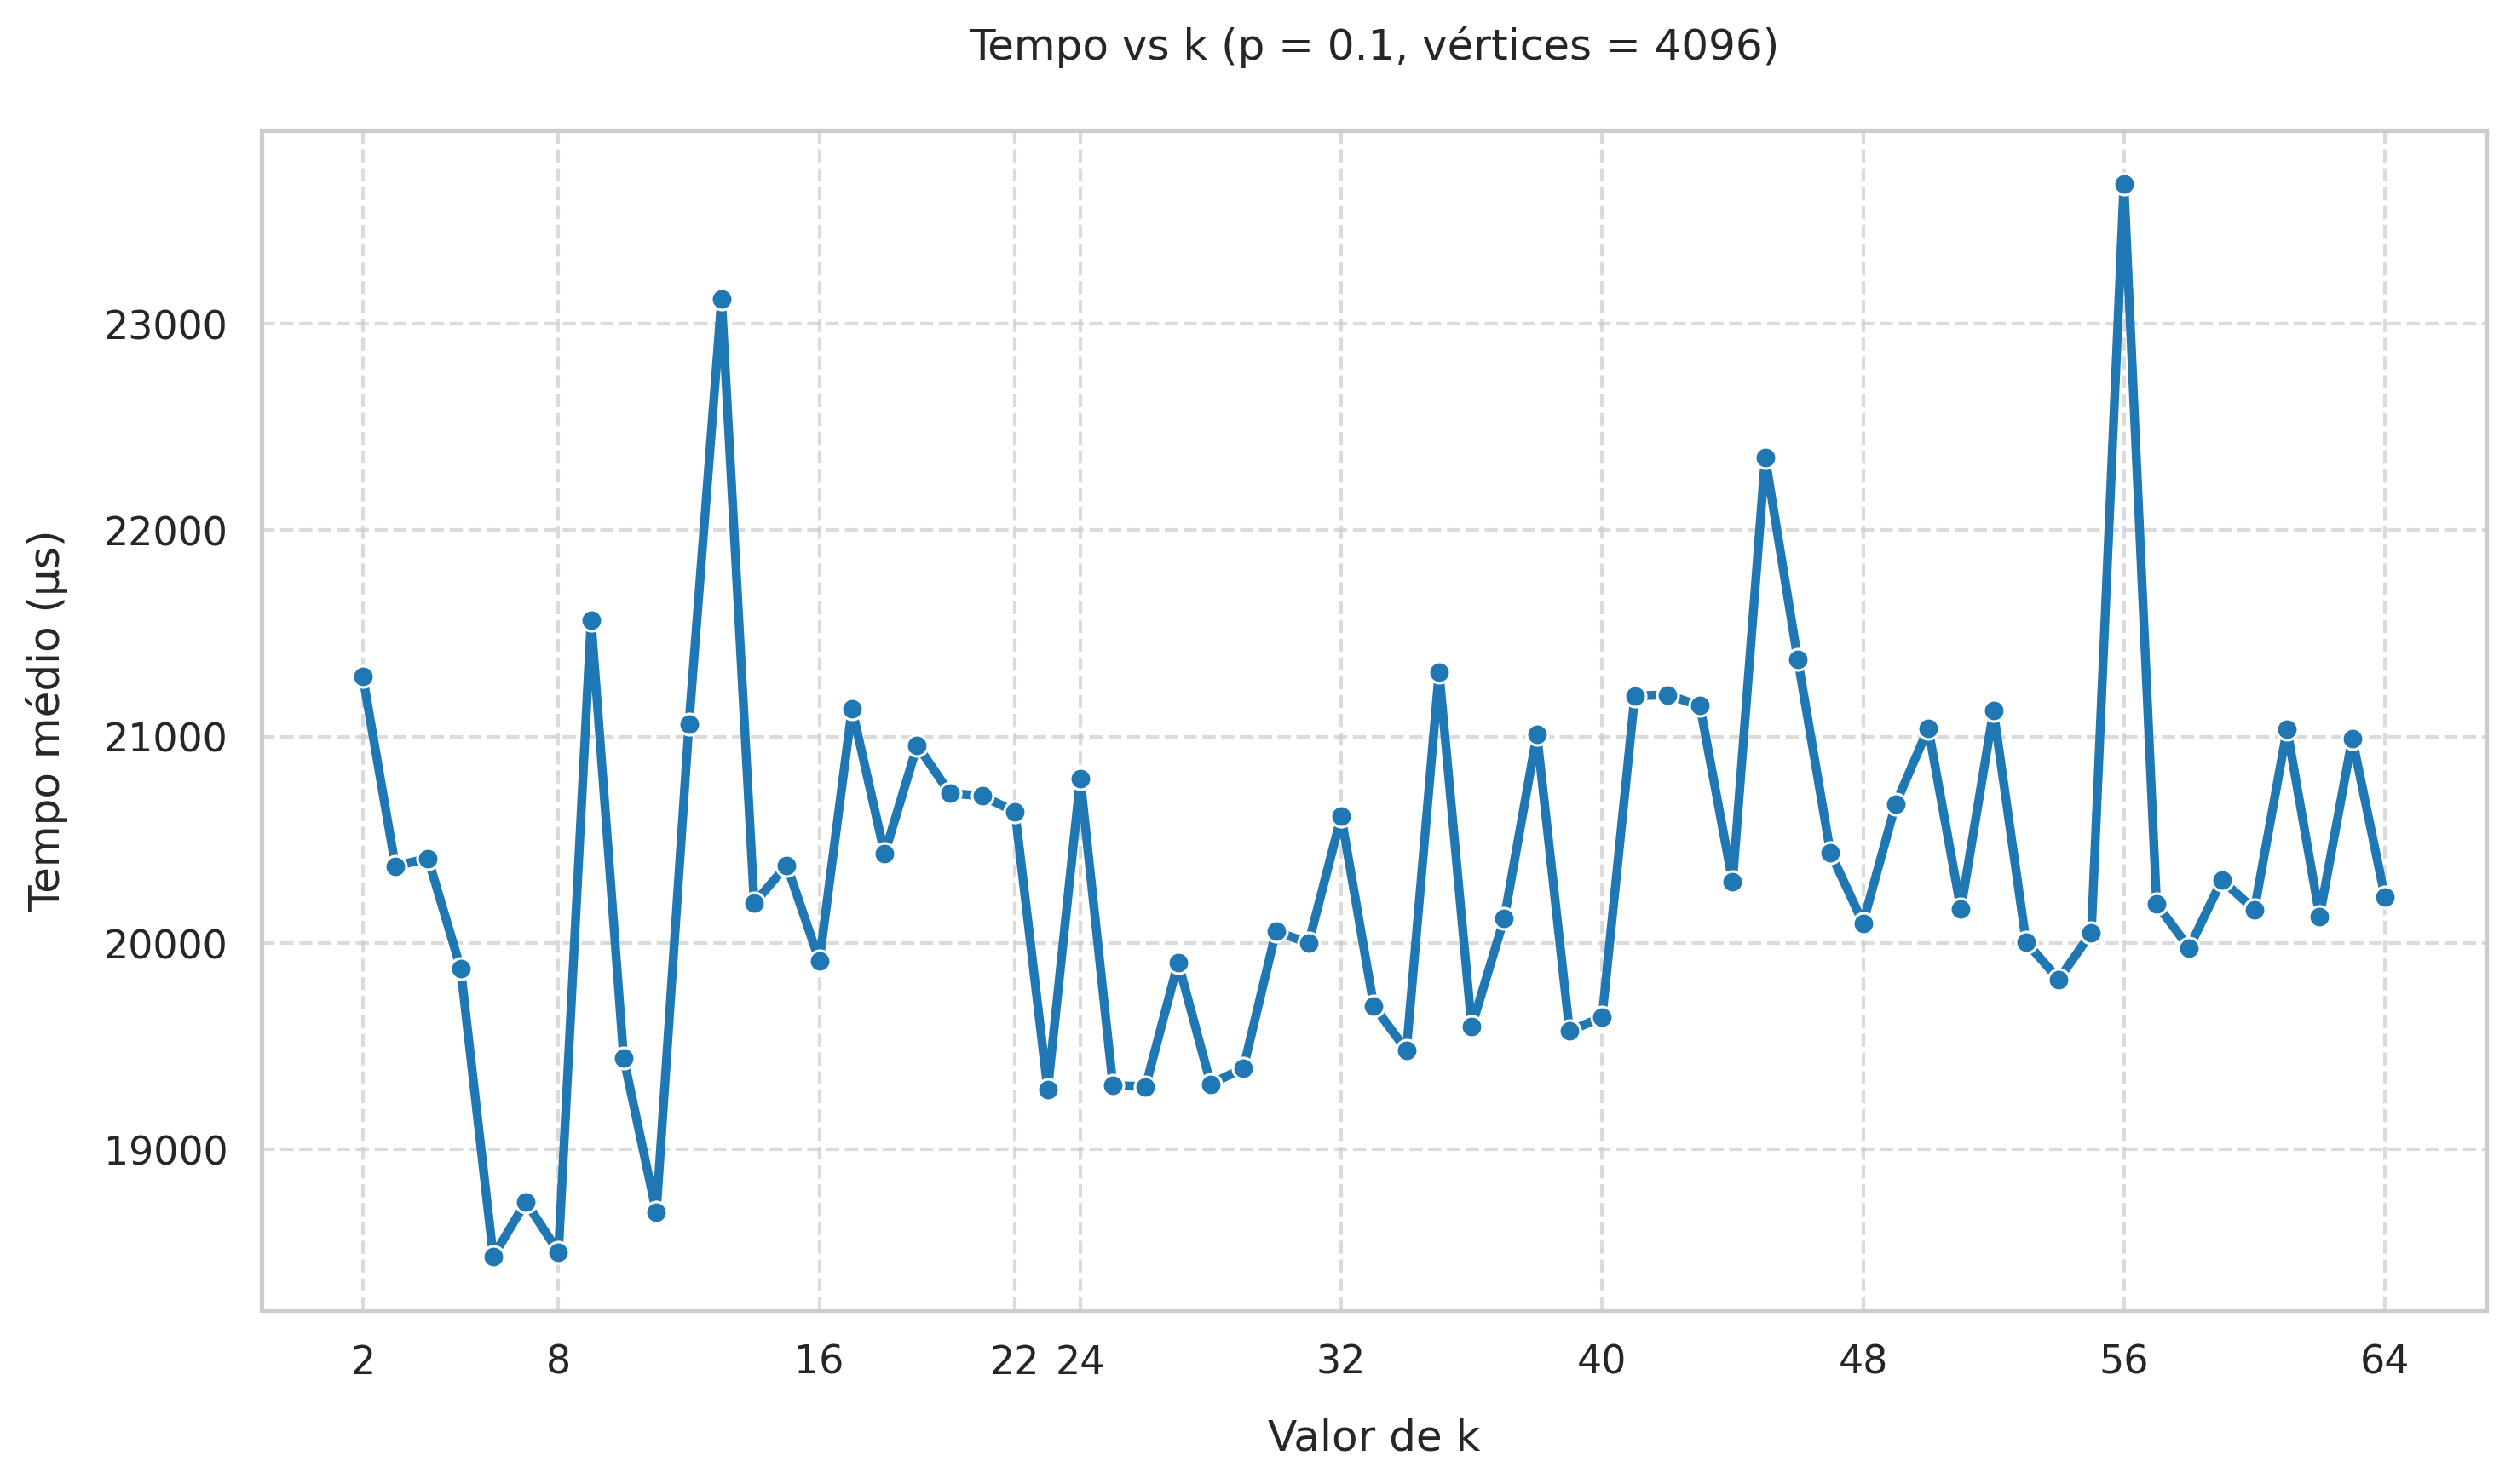 Tempo vs k (p = 0.1, vértices = 4096)
Tempo médio (µs)
23000
22000
21000
20000
19000
2 8 16 22 24 32 40 48 56 64
Valor de k